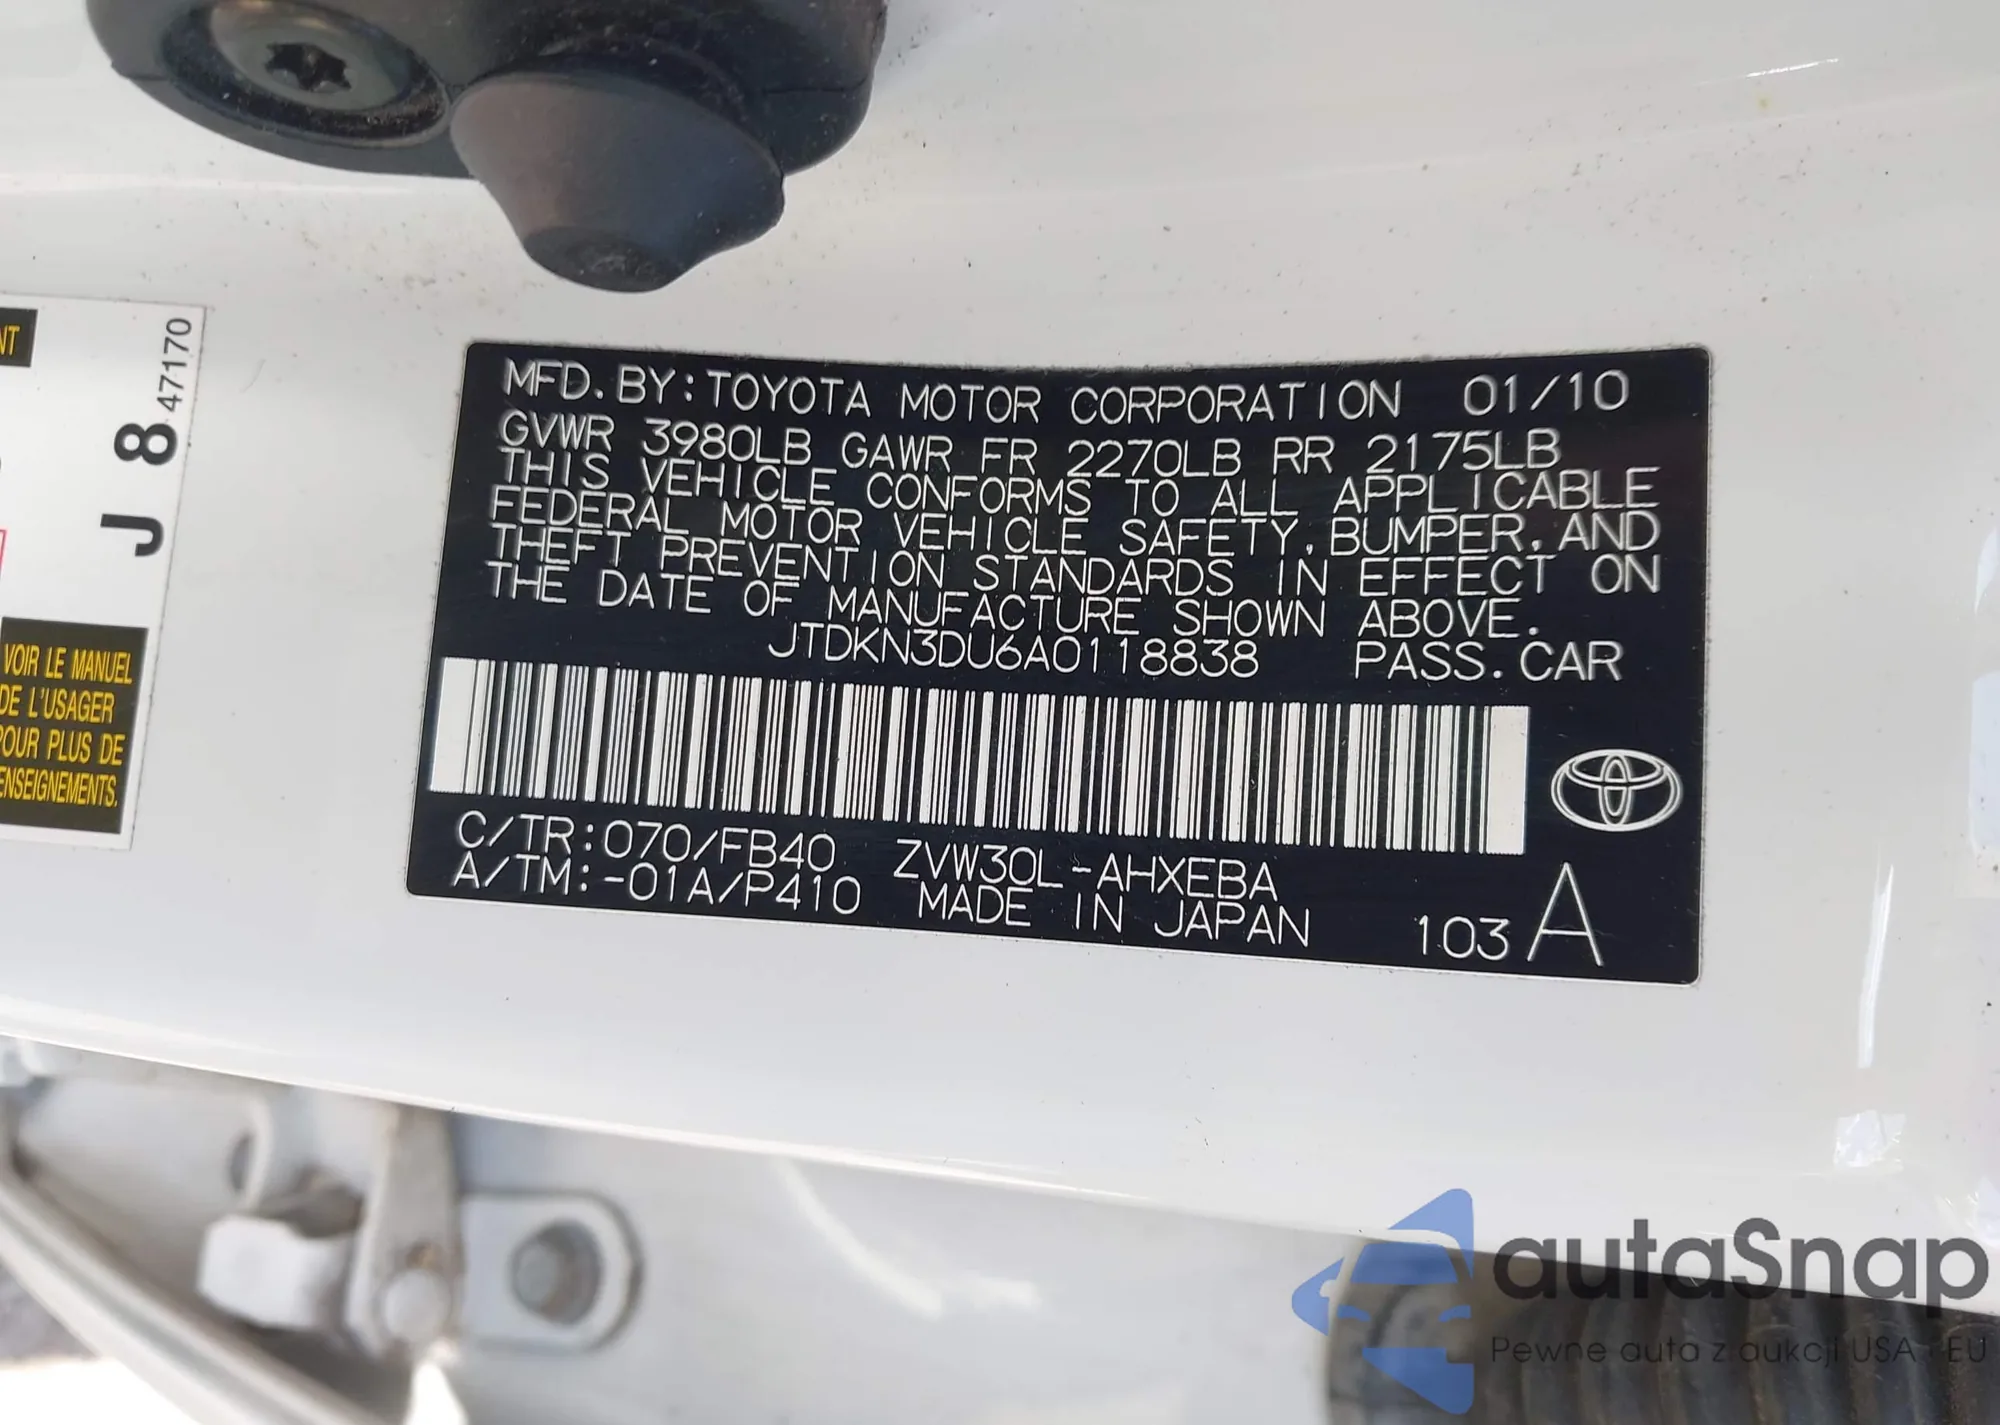 NT
J 8 47170
VOIR LE MANUEL
DE L'USAGER
POUR PLUS DE
ENSEIGNEMENTS.
MFD. BY: TOYOTA MOTOR CORPORATION 01/10
GVWR 3980LB GAWR FR 2270LB RR 2175LB
THIS VEHICLE CONFORMS TO ALL APPLICABLE
FEDERAL MOTOR VEHICLE SAFETY, BUMPER, AND
THEFT PREVENTION STANDARDS IN EFFECT ON
THE DATE OF MANUFACTURE SHOWN ABOVE.
JTDKN3DU6A0118838 PASS. CAR
C/TR: 070/FB40 ZVW30L-AHXEBA
A/TM: -01A/P410 MADE IN JAPAN 103 A
autaSnap
Pewne auta z aukcji USA i EU